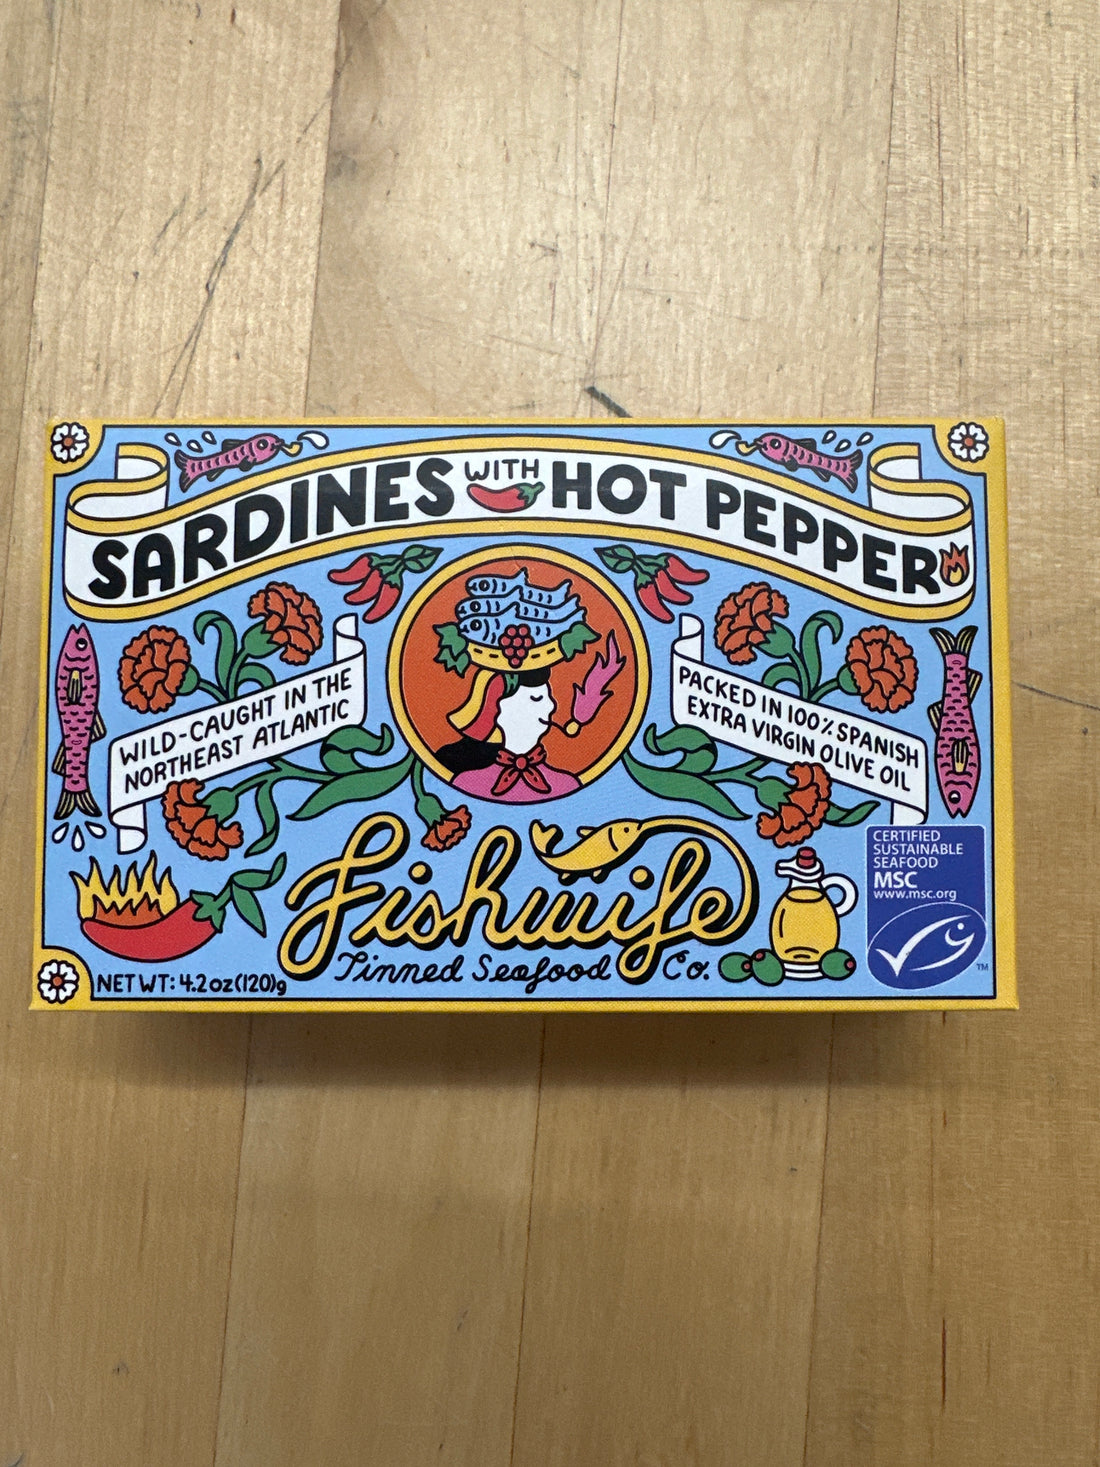 SARDINES WITH HOT PEPPER
WILD-CAUGHT IN THE
NORTHEAST ATLANTIC
PACKED IN 100% SPANISH
EXTRA VIRGIN OLIVE OIL
Fishwife
Tinned Seafood Co.
NET WT: 4.2oz(120)g
CERTIFIED
SUSTAINABLE
SEAFOOD
MSC
www.msc.org
TM